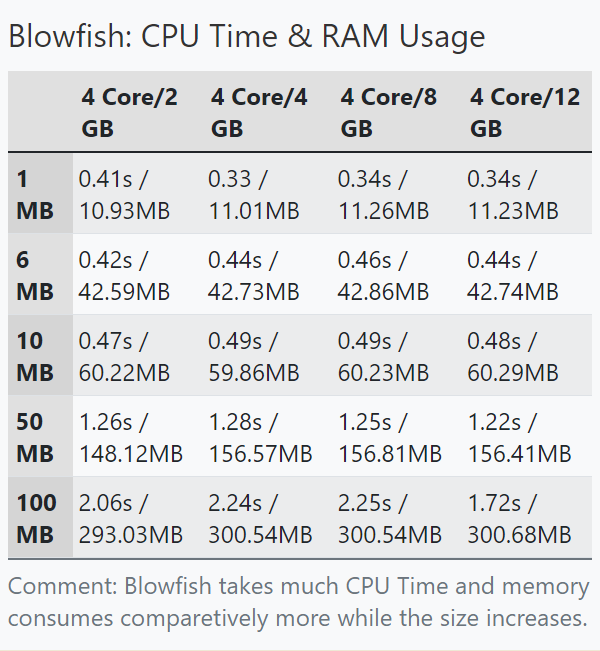 Blowfish: CPU Time & RAM Usage
4 Core/2 GB 4 Core/4 GB 4 Core/8 GB 4 Core/12 GB
1 MB 0.41s / 10.93MB 0.33 / 11.01MB 0.34s / 11.26MB 0.34s / 11.23MB
6 MB 0.42s / 42.59MB 0.44s / 42.73MB 0.46s / 42.86MB 0.44s / 42.74MB
10 MB 0.47s / 60.22MB 0.49s / 59.86MB 0.49s / 60.23MB 0.48s / 60.29MB
50 MB 1.26s / 148.12MB 1.28s / 156.57MB 1.25s / 156.81MB 1.22s / 156.41MB
100 MB 2.06s / 293.03MB 2.24s / 300.54MB 2.25s / 300.54MB 1.72s / 300.68MB
Comment: Blowfish takes much CPU Time and memory
consumes comparetively more while the size increases.